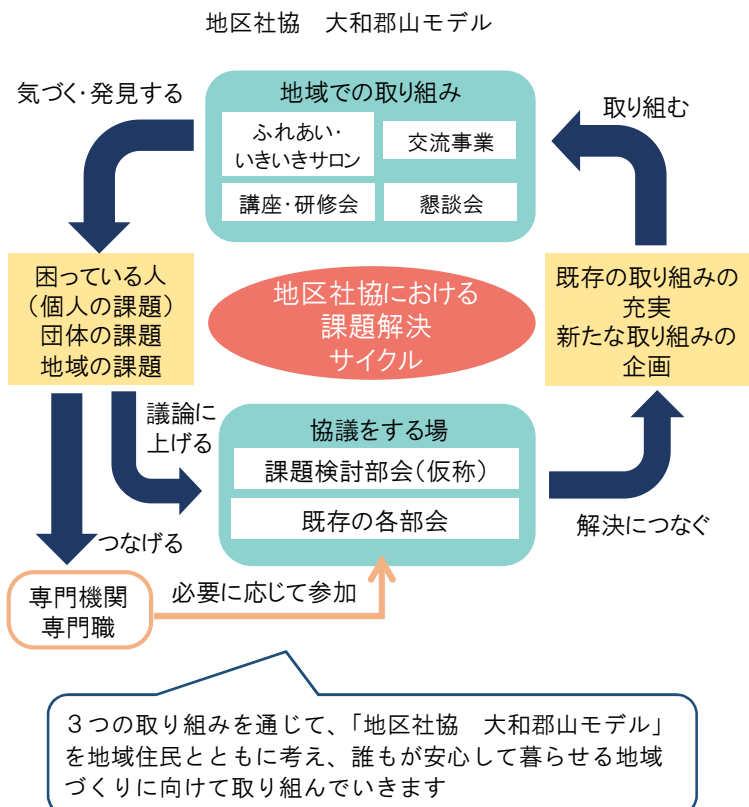 地区社協　大和郡山モデル
気づく・発見する
地域での取り組み
取り組む
ふれあい・
いきいきサロン
交流事業
講座・研修会
懇談会
困っている人
（個人の課題）
団体の課題
地域の課題
地区社協における
課題解決
サイクル
既存の取り組みの
充実
新たな取り組みの
企画
議論に
上げる
協議をする場
課題検討部会（仮称）
既存の各部会
つなげる
解決につなぐ
専門機関
専門職
必要に応じて参加
３つの取り組みを通じて、「地区社協　大和郡山モデル」
を地域住民とともに考え、誰もが安心して暮らせる地域
づくりに向けて取り組んでいきます